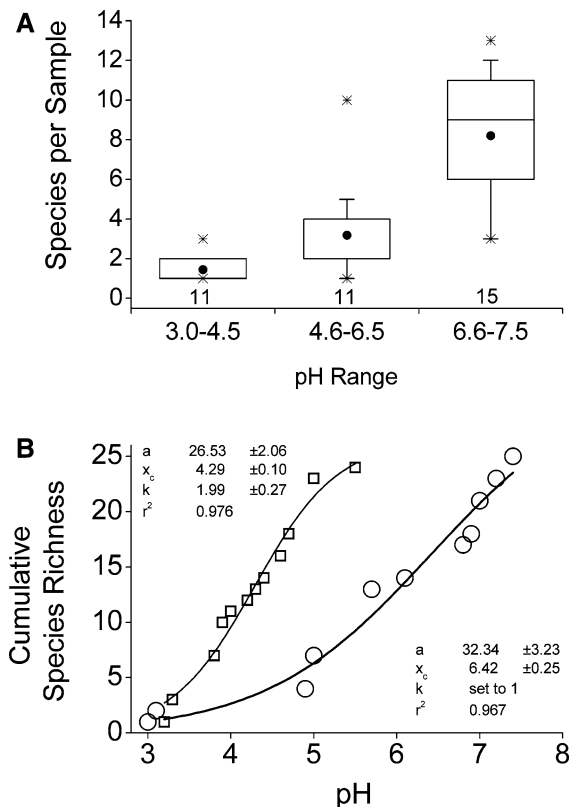 A
Species per Sample
14
12
10
8
6
4
2
0
11
11
15
3.0-4.5
4.6-6.5
6.6-7.5
pH Range
B
Cumulative
Species Richness
25
20
15
10
5
0
a 26.53 ±2.06
xc 4.29 ±0.10
k 1.99 ±0.27
r2 0.976
a 32.34 ±3.23
xc 6.42 ±0.25
k set to 1
r2 0.967
3
4
5
6
7
8
pH